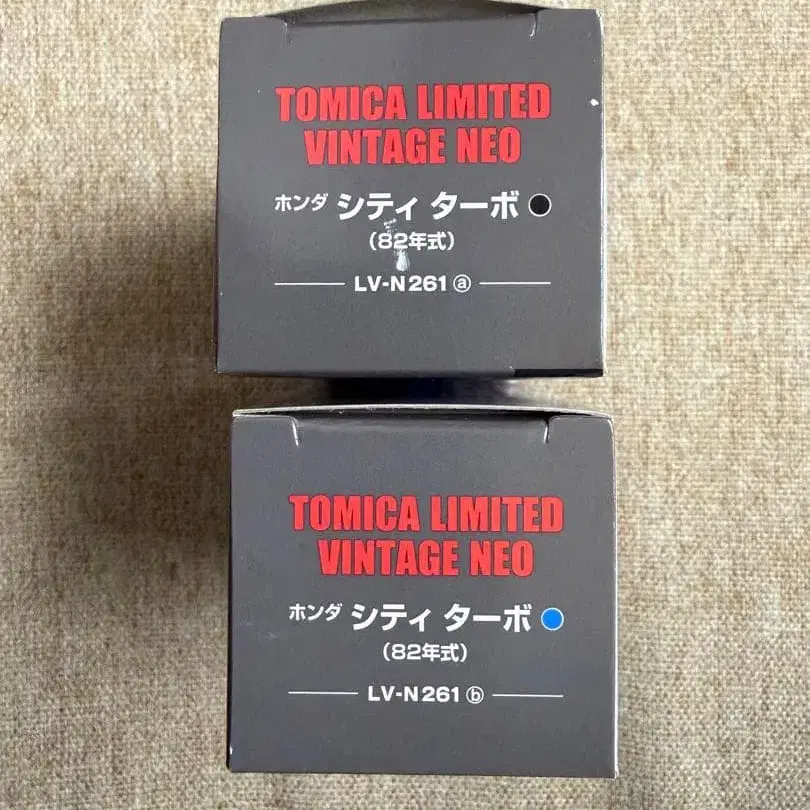 TOMICA LIMITED
VINTAGE NEO
ホンダ シティ ターボ
(82年式)
LV-N261 ⓐ
TOMICA LIMITED
VINTAGE NEO
ホンダ シティ ターボ
(82年式)
LV-N261 ⓑ